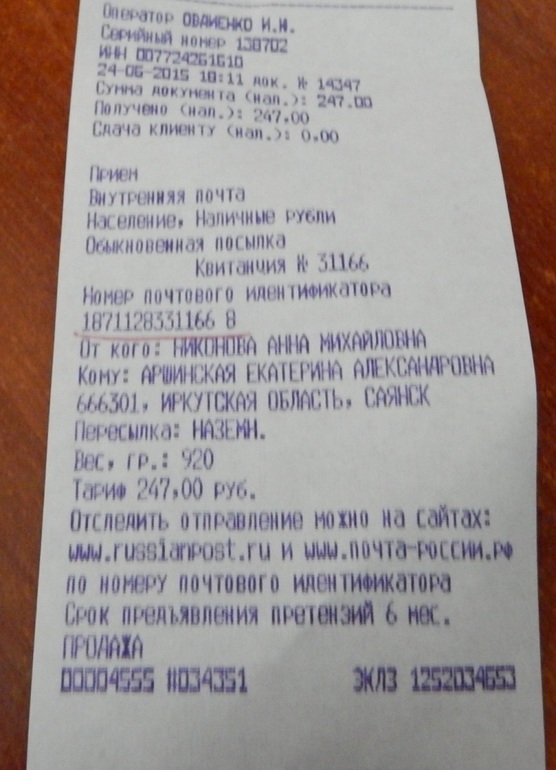 Оператор ОВДИЕНКО И.Н.
Серийный номер 138702
ИНН 007724261610
24-06-2015 18:11 док. № 14347
Сумма документа (нал.): 247.00
Получено (нал.): 247.00
Сдача клиенту (нал.): 0.00
Прием
Внутренняя почта
Население, Наличные рубли
Обыкновенная посылка
Квитанция № 31166
Номер почтового идентификатора
1871128331166 8
От кого: НИКОНОВА АННА МИХАЙЛОВНА
Кому: АРШИНСКАЯ ЕКАТЕРИНА АЛЕКСАНДРОВНА
666301, ИРКУТСКАЯ ОБЛАСТЬ, САЯНСК
Пересылка: НАЗЕМН.
Вес, гр.: 920
Тариф 247,00 руб.
Отследить отправление можно на сайтах:
www.russianpost.ru и www.почта-россии.рф
по номеру почтового идентификатора
Срок предъявления претензий 6 мес.
ПРОДАЖА
00004555 #034351 ЭКЛЗ 1252034653